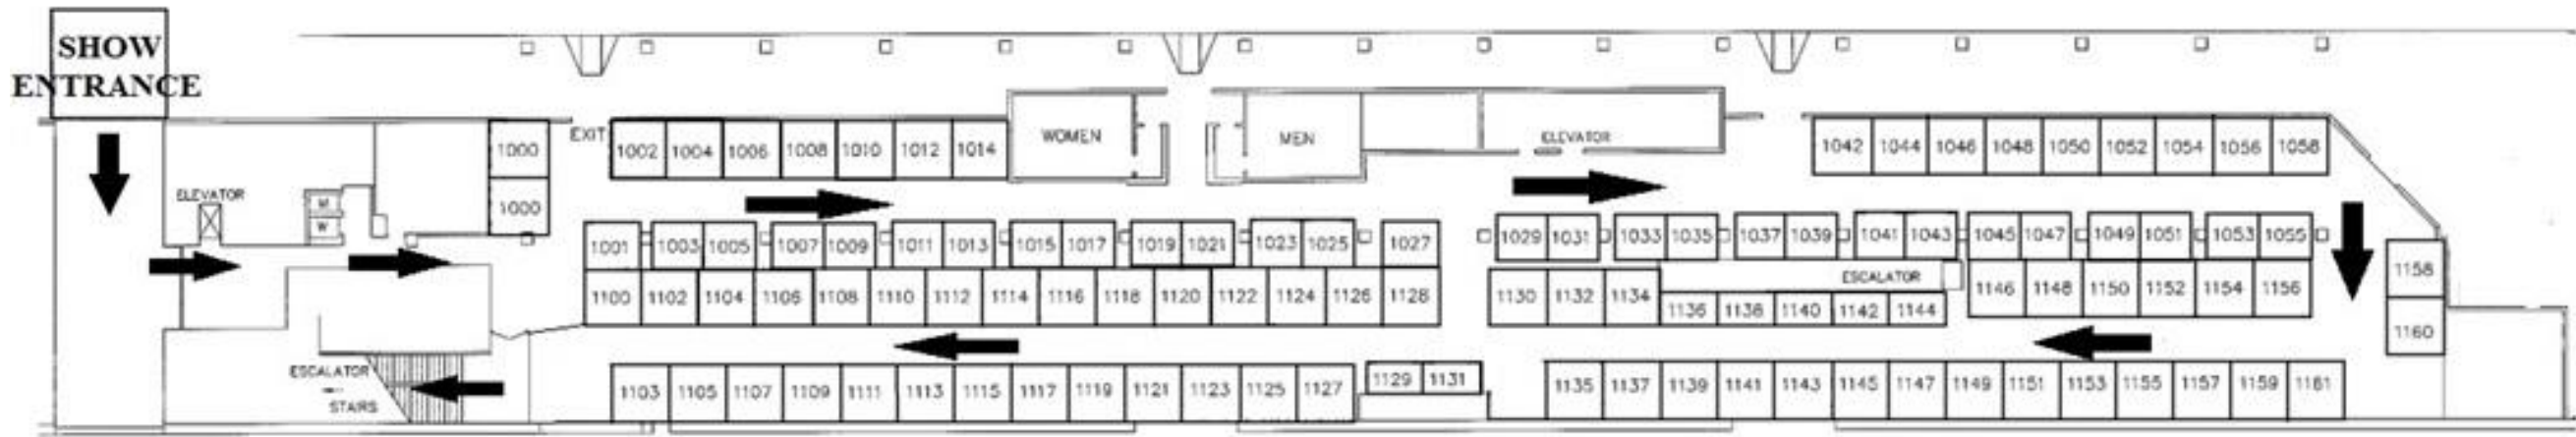 SHOW
ENTRANCE
1000
EXIT
1002 1004 1006 1008 1010 1012 1014
WOMEN
MEN
ELEVATOR
1042 1044 1046 1048 1050 1052 1054 1056 1058
ELEVATOR
M
W
1000
1001 1003 1005 1007 1009 1011 1013 1015 1017 1019 1021 1023 1025 1027
1029 1031 1033 1035 1037 1039 1041 1043 1045 1047 1049 1051 1053 1055
1100 1102 1104 1106 1108 1110 1112 1114 1116 1118 1120 1122 1124 1126 1128
1130 1132 1134
ESCALATOR
1136 1138 1140 1142 1144
1146 1148 1150 1152 1154 1156
1158
1160
ESCALATOR
STAIRS
1103 1105 1107 1109 1111 1113 1115 1117 1119 1121 1123 1125 1127
1129 1131
1135 1137 1139 1141 1143 1145 1147 1149 1151 1153 1155 1157 1159 1161